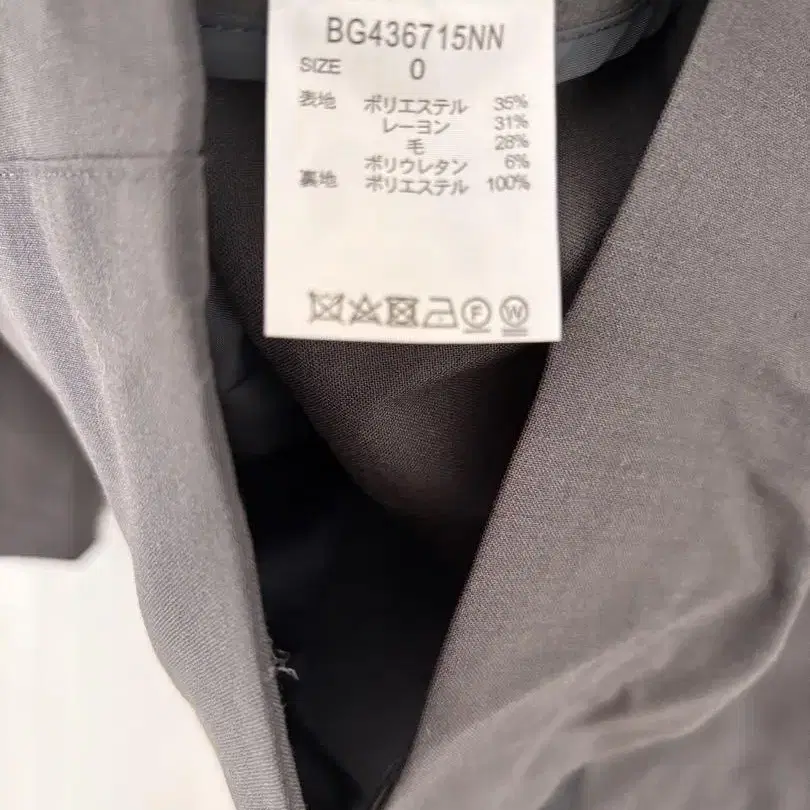 BG436715NN
SIZE 0
表地 ポリエステル 35%
レーヨン 31%
毛 28%
ポリウレタン 6%
裏地 ポリエステル 100%
F W